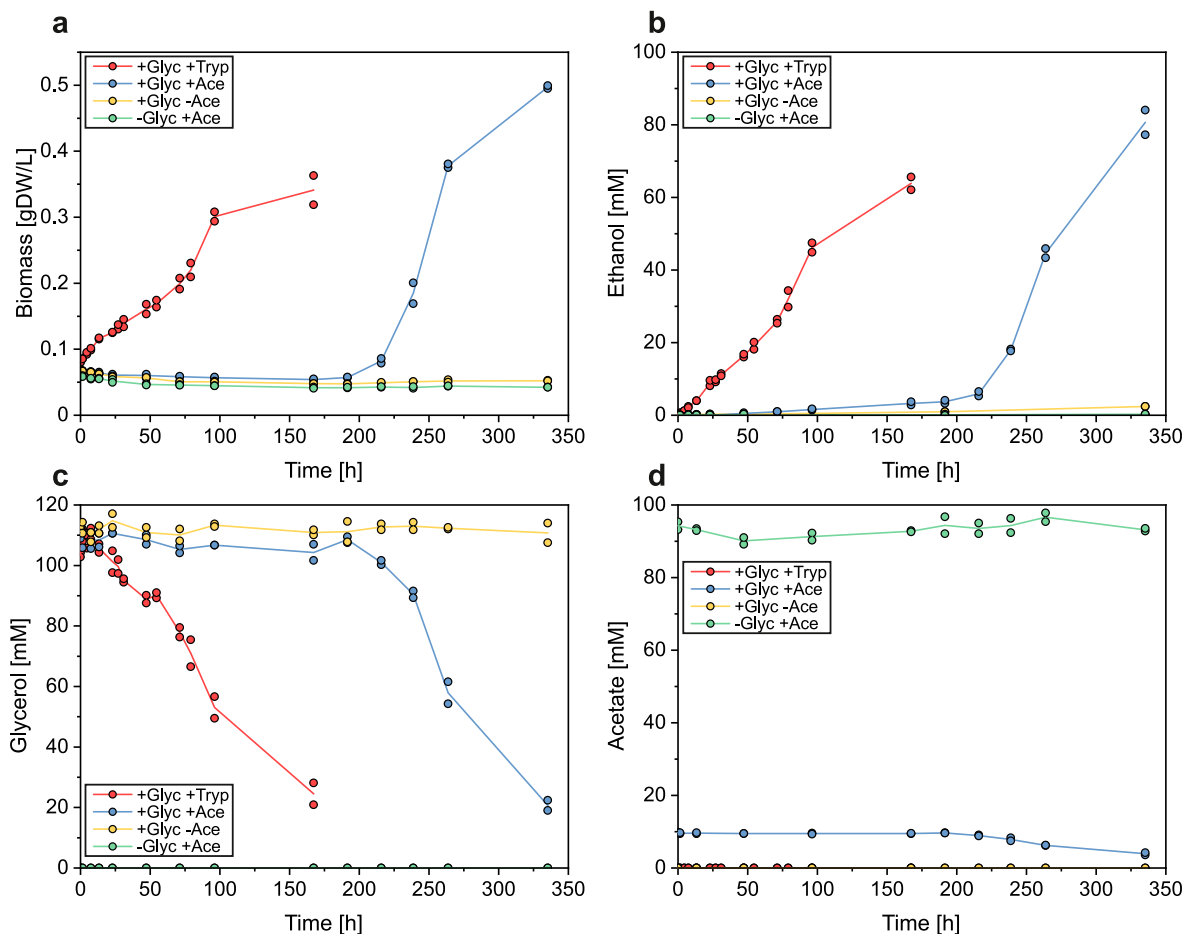 a
0.5
0.4
0.3
0.2
0.1
0
Biomass [gDW/L]
+Glyc +Tryp
+Glyc +Ace
+Glyc -Ace
-Glyc +Ace
0 50 100 150 200 250 300 350
Time [h]
b
100
80
60
40
20
0
Ethanol [mM]
+Glyc +Tryp
+Glyc +Ace
+Glyc -Ace
-Glyc +Ace
0 50 100 150 200 250 300 350
Time [h]
c
120
100
80
60
40
20
0
Glycerol [mM]
+Glyc +Tryp
+Glyc +Ace
+Glyc -Ace
-Glyc +Ace
0 50 100 150 200 250 300 350
Time [h]
d
100
80
60
40
20
0
Acetate [mM]
+Glyc +Tryp
+Glyc +Ace
+Glyc -Ace
-Glyc +Ace
0 50 100 150 200 250 300 350
Time [h]